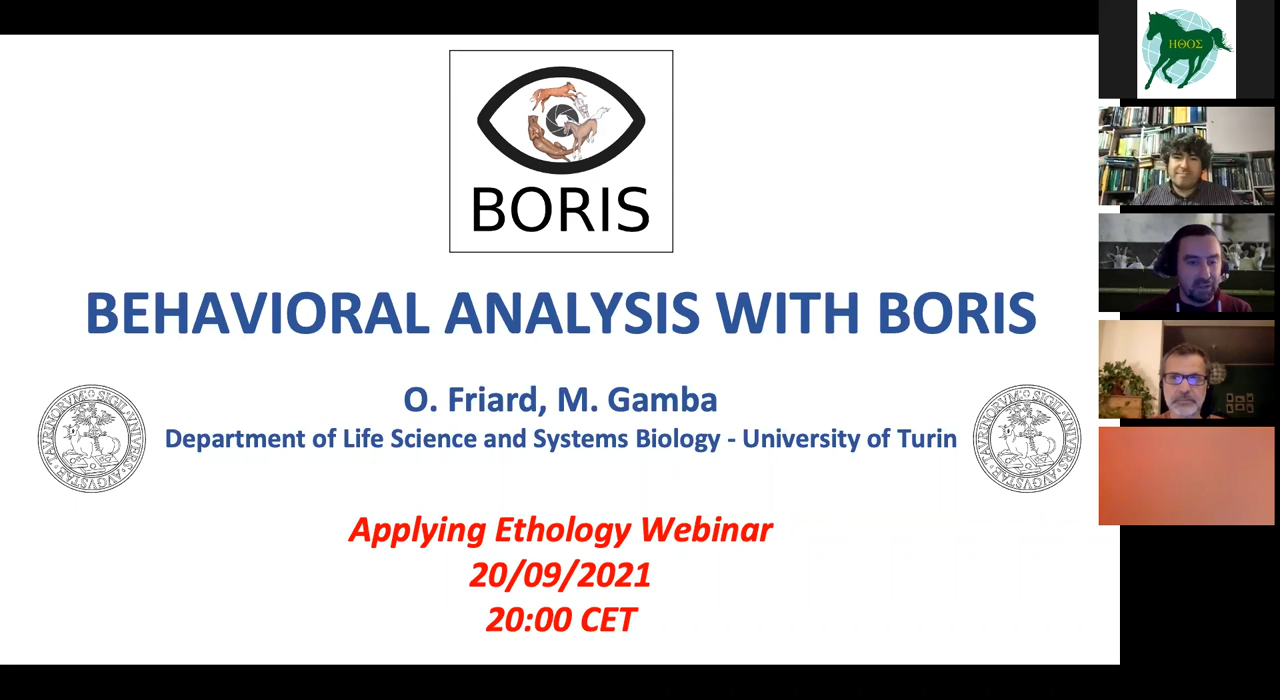 BORIS
BEHAVIORAL ANALYSIS WITH BORIS
O. Friard, M. Gamba
Department of Life Science and Systems Biology - University of Turin
Applying Ethology Webinar
20/09/2021
20:00 CET
ΗΘΟΣ